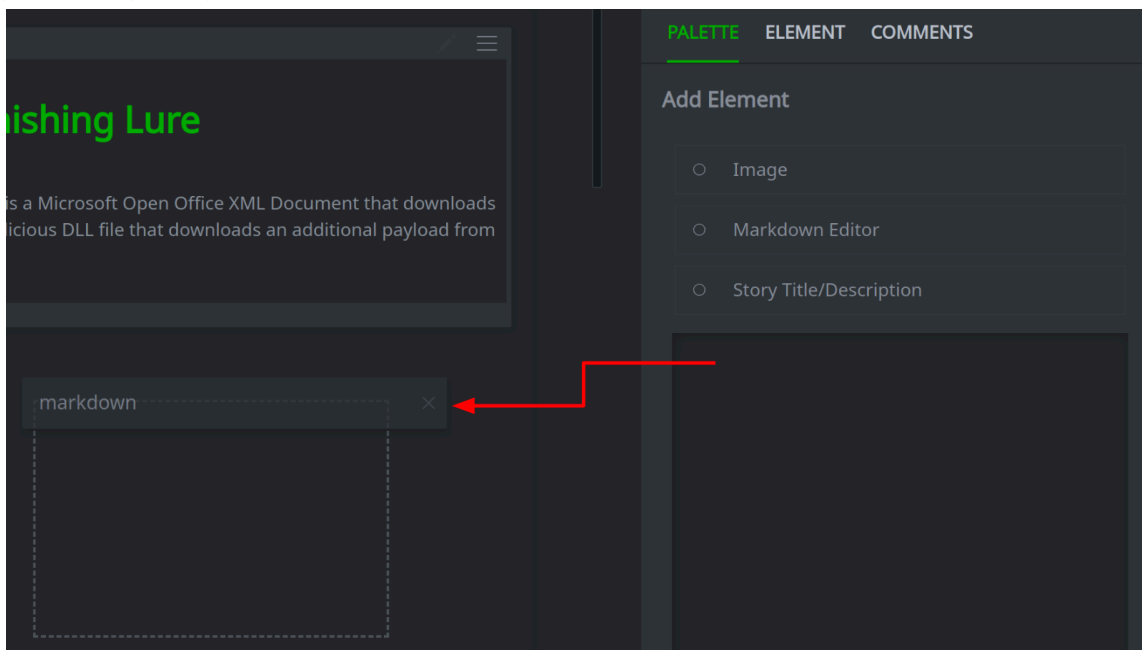 PALETTE ELEMENT COMMENTS
Add Element
Image
Markdown Editor
Story Title/Description
ishing Lure
is a Microsoft Open Office XML Document that downloads
licious DLL file that downloads an additional payload from
markdown